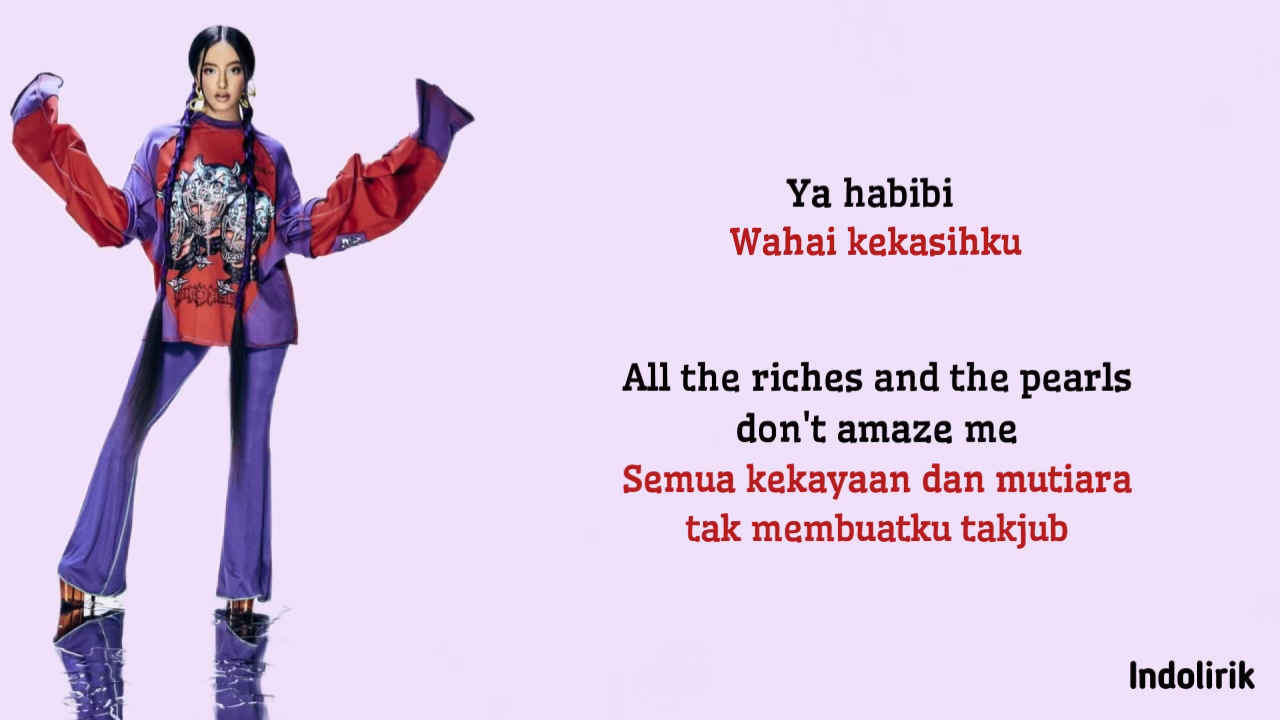 Ya habibi
Wahai kekasihku
All the riches and the pearls
don't amaze me
Semua kekayaan dan mutiara
tak membuatku takjub
Indolirik